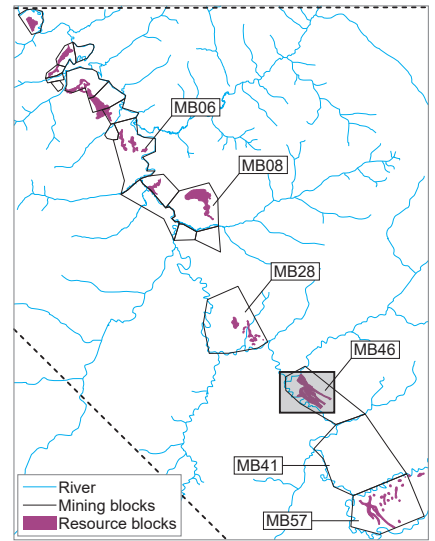 MB06
MB08
MB28
MB46
MB41
MB57
River
Mining blocks
Resource blocks